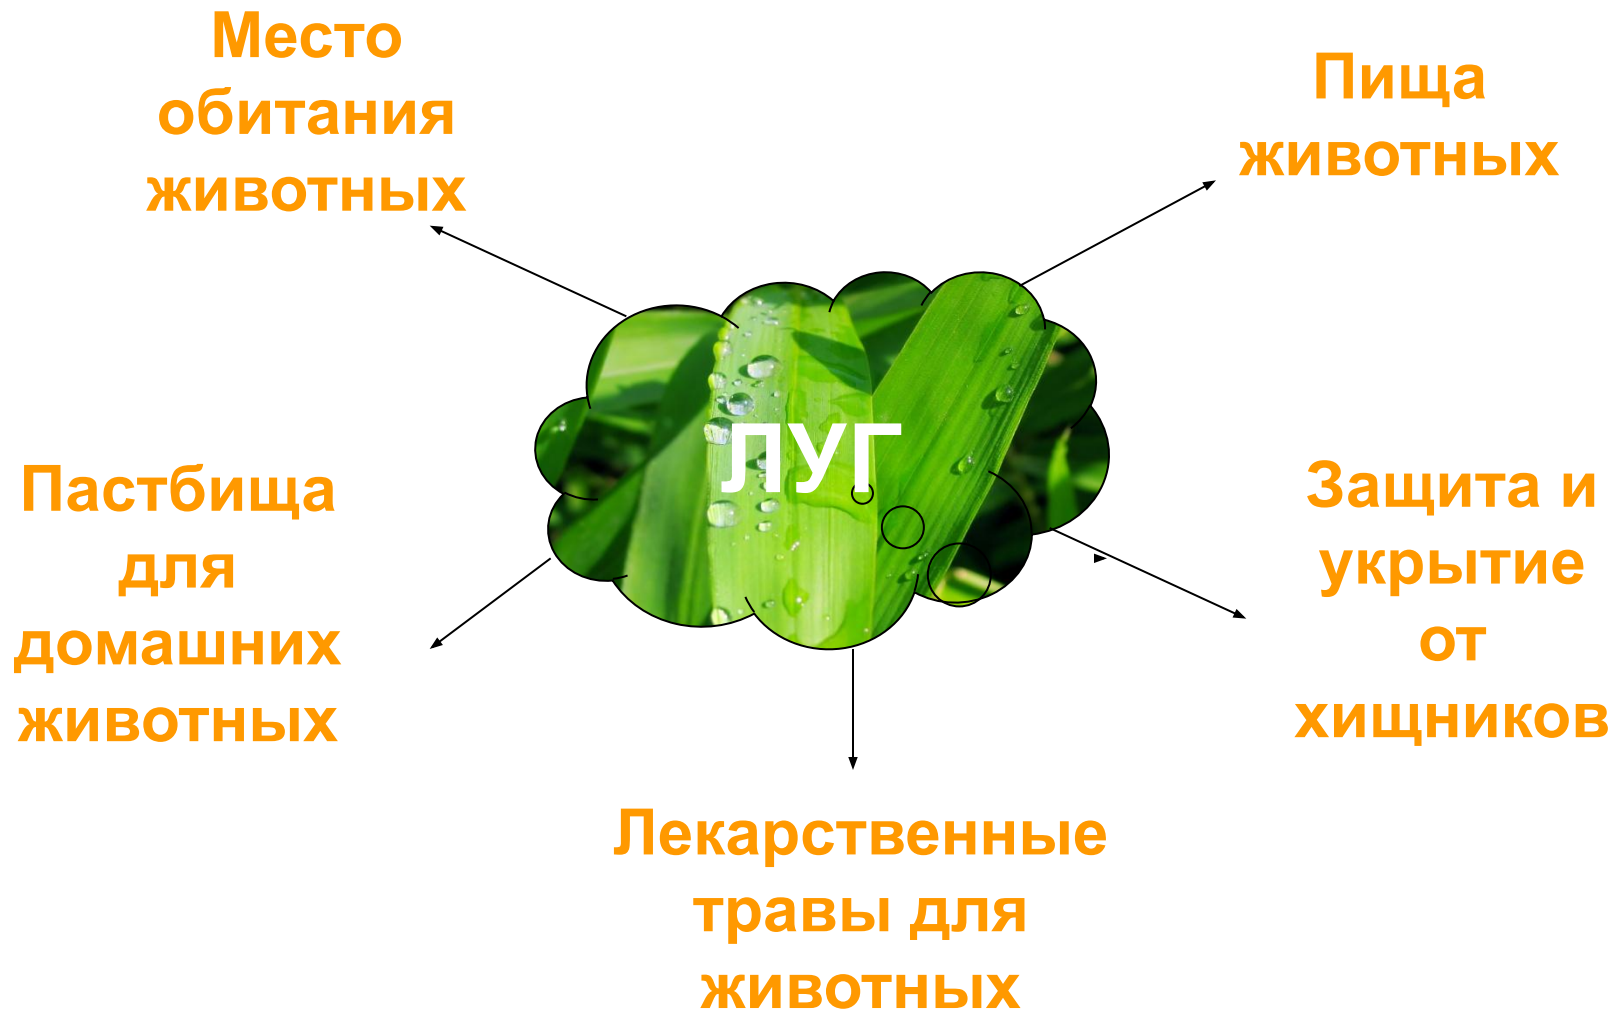 Место
обитания
животных
Пища
животных
ЛУГ
Пастбища
для
домашних
животных
Защита и
укрытие
от
хищников
Лекарственные
травы для
животных